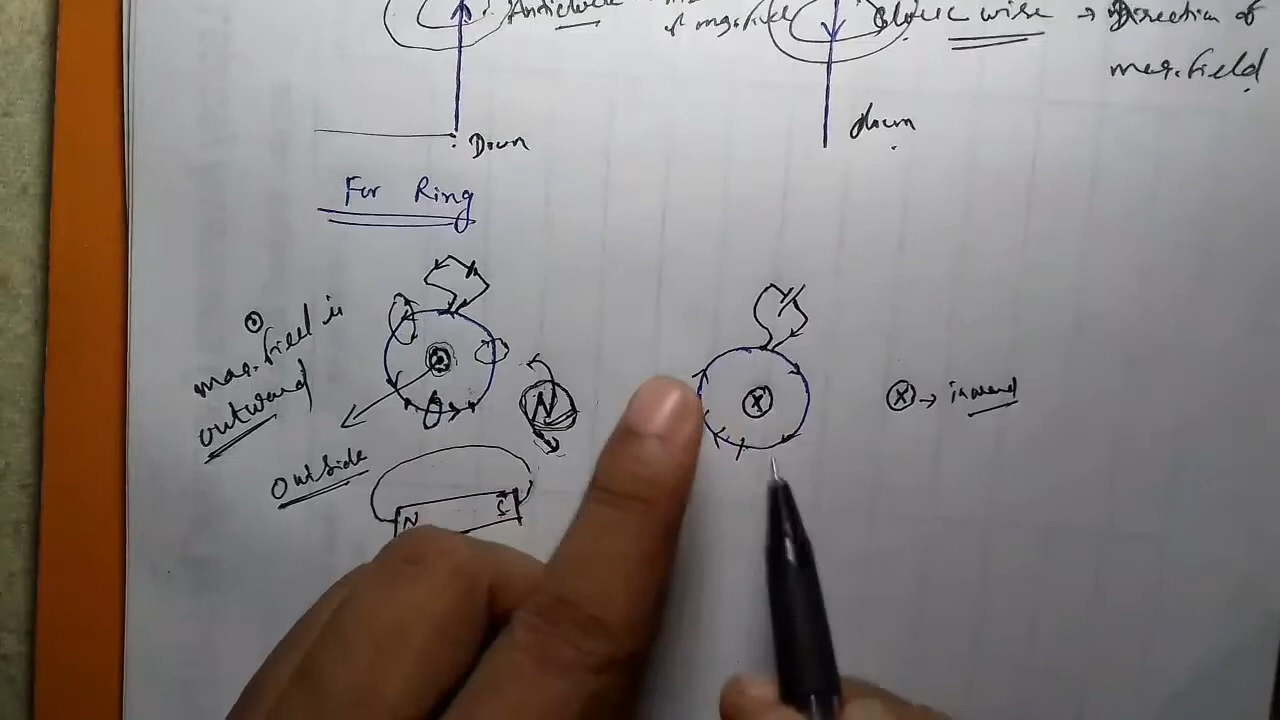 clock wise → Direction of
mag. field
of mag. field
Down
down
For Ring
mag. field is
outward
outside
N
N
S
X
X → inward